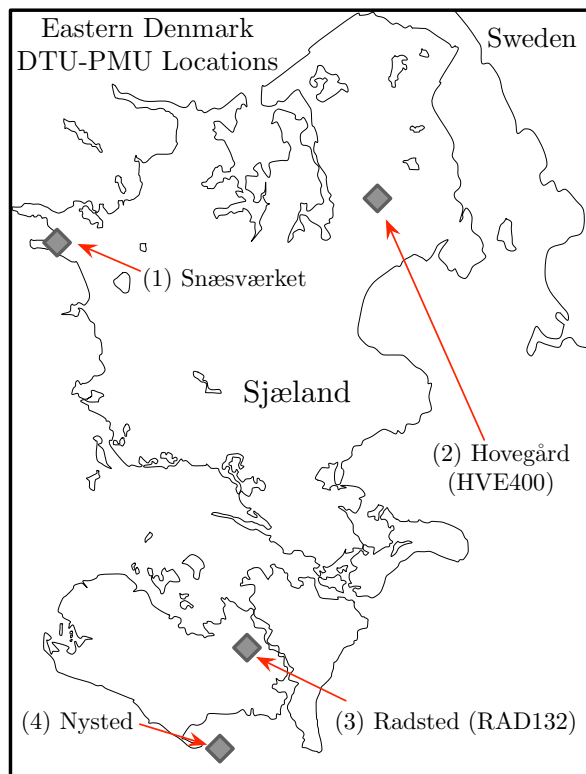 Eastern Denmark
DTU-PMU Locations
Sweden
(1) Snæsværket
Sjæland
(2) Hovegård
(HVE400)
(4) Nysted
(3) Radsted (RAD132)